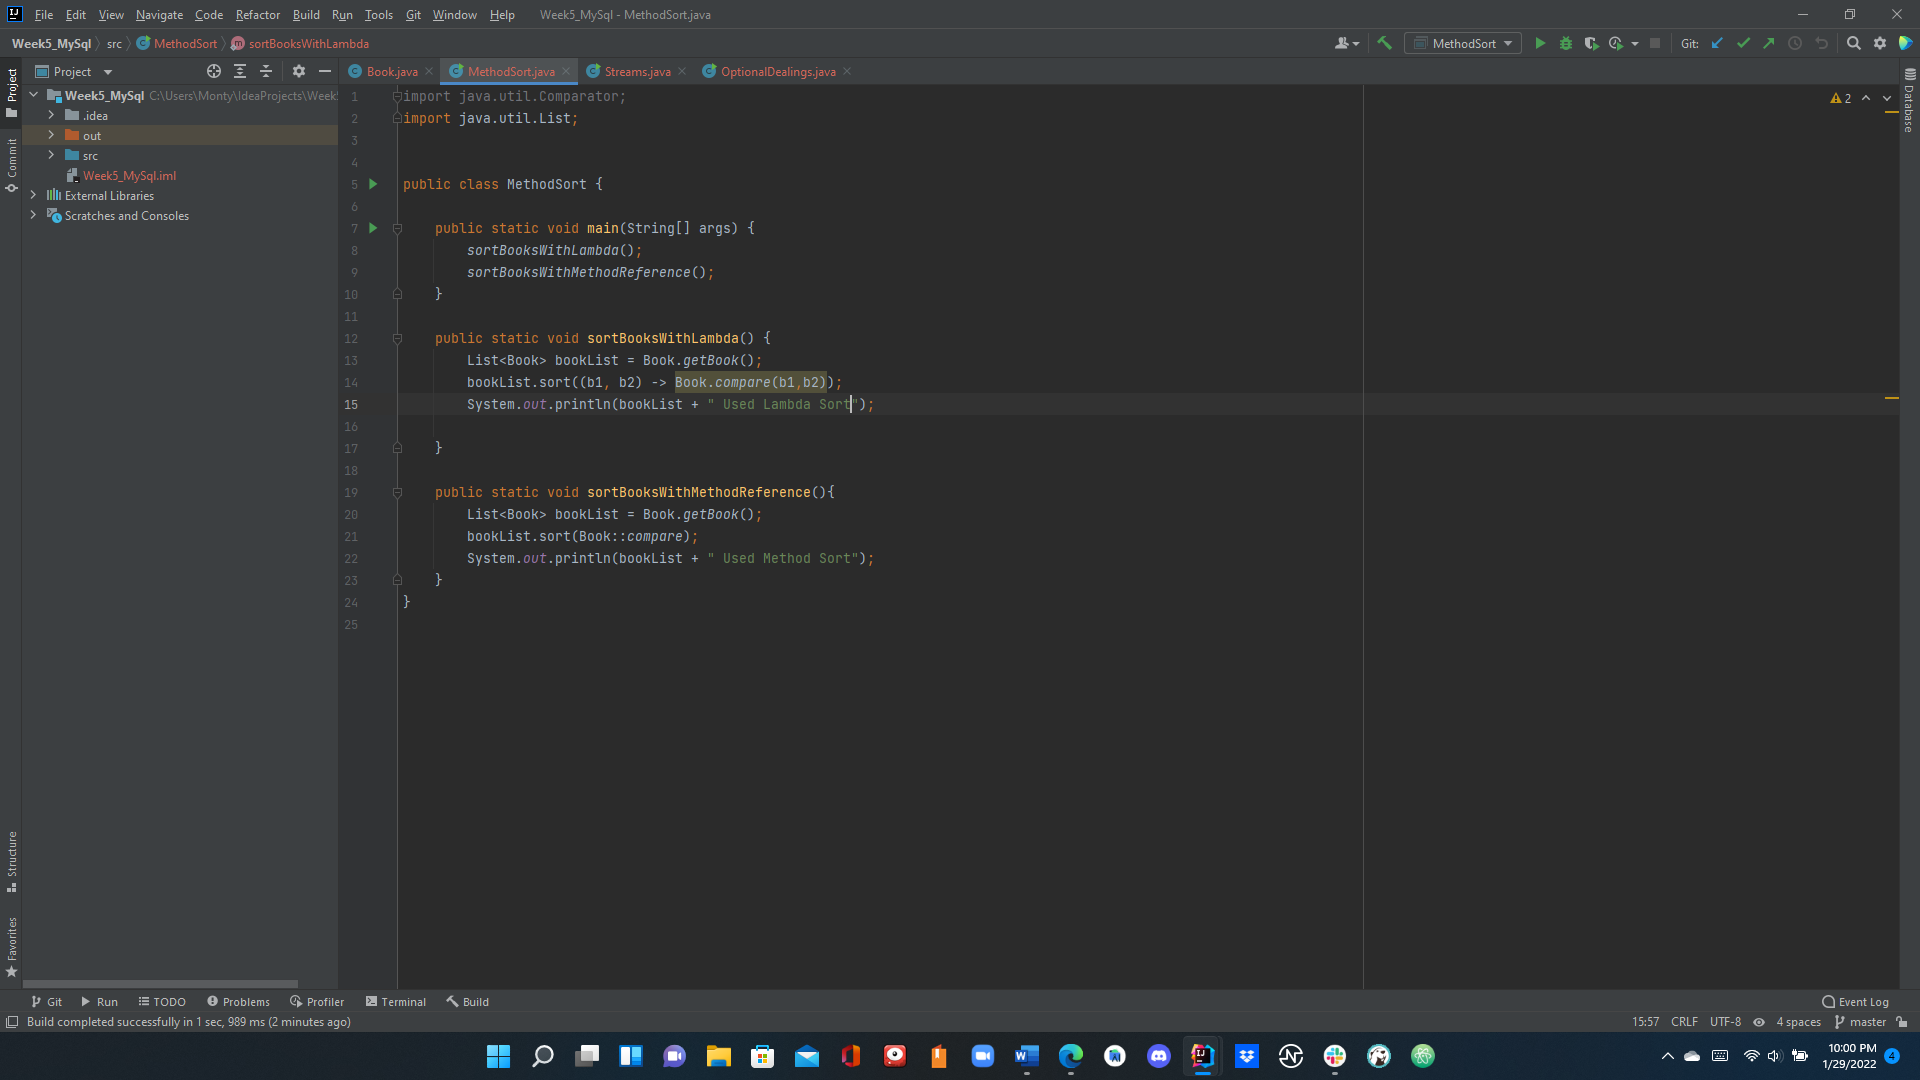 File Edit View Navigate Code Refactor Build Run Tools Git Window Help Week5_MySql - MethodSort.java
Week5_MySql src MethodSort sortBooksWithLambda MethodSort Git:
Project Book.java MethodSort.java Streams.java OptionalDealings.java
Project
Commit
Structure
Favorites
Database
Week5_MySql C:\Users\Monty\IdeaProjects\Week5
.idea
out
src
Week5_MySql.iml
External Libraries
Scratches and Consoles
2
1 import java.util.Comparator;
2 import java.util.List;
3
4
5 public class MethodSort {
6
7 public static void main(String[] args) {
8 sortBooksWithLambda();
9 sortBooksWithMethodReference();
10 }
11
12 public static void sortBooksWithLambda() {
13 List<Book> bookList = Book.getBook();
14 bookList.sort((b1, b2) -> Book.compare(b1,b2));
15 System.out.println(bookList + " Used Lambda Sort");
16
17 }
18
19 public static void sortBooksWithMethodReference(){
20 List<Book> bookList = Book.getBook();
21 bookList.sort(Book::compare);
22 System.out.println(bookList + " Used Method Sort");
23 }
24 }
25
Git Run TODO Problems Profiler Terminal Build Event Log
Build completed successfully in 1 sec, 989 ms (2 minutes ago) 15:57 CRLF UTF-8 4 spaces master
10:00 PM
1/29/2022 4